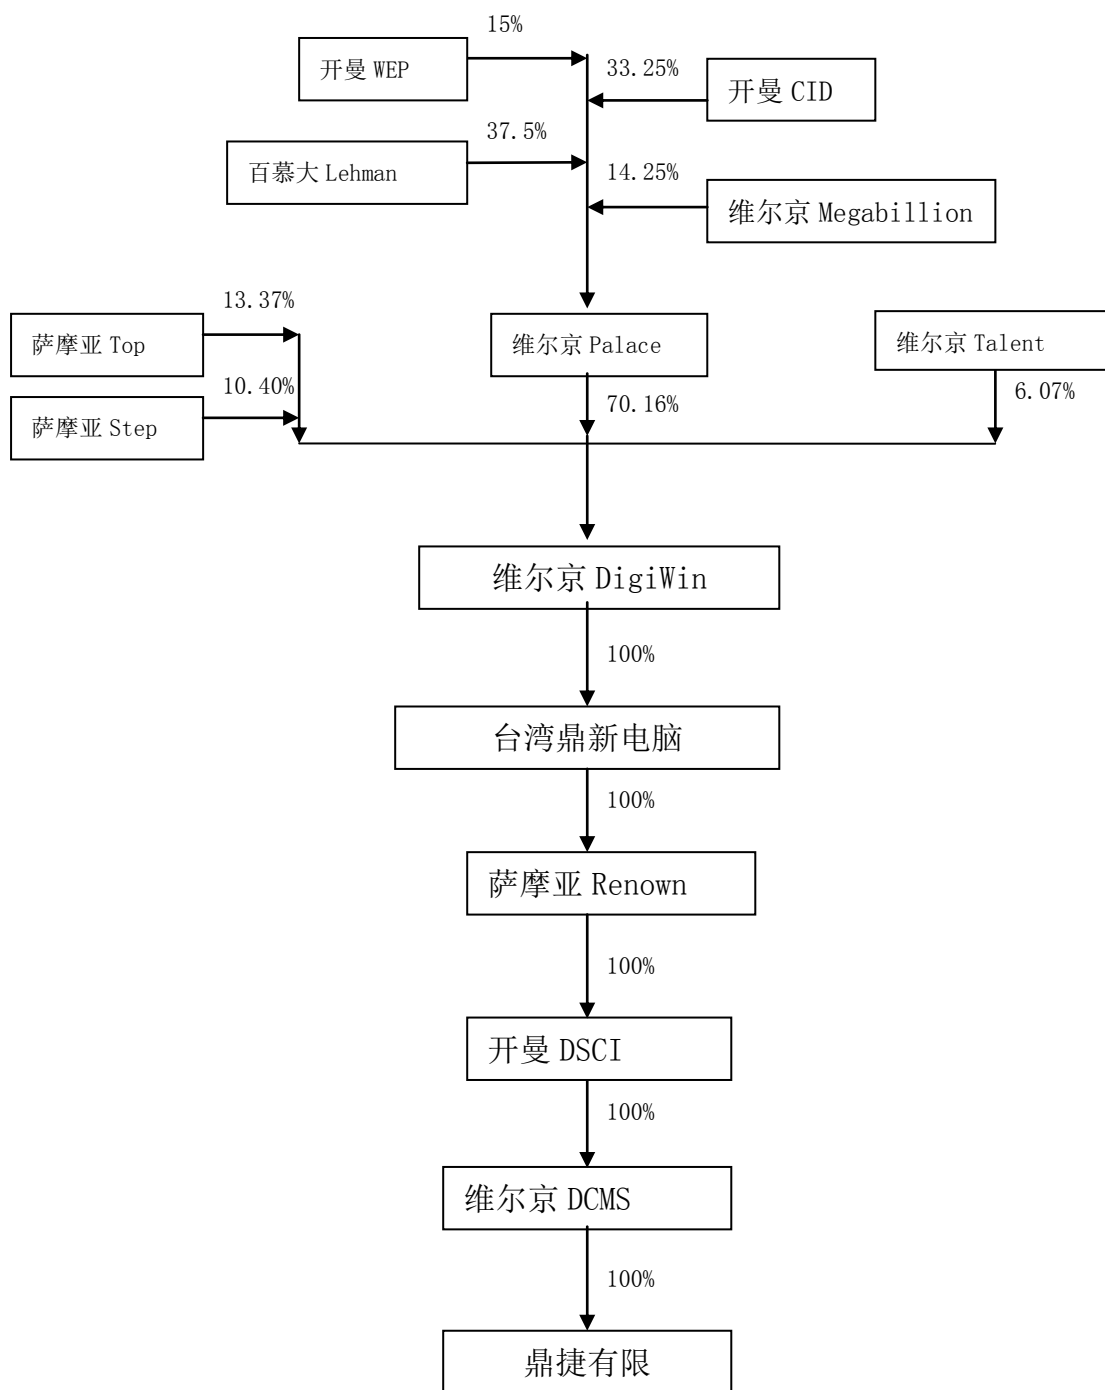 15%
开曼 WEP
33.25%
开曼 CID
37.5%
百慕大 Lehman
14.25%
维尔京 Megabillion
13.37%
萨摩亚 Top
维尔京 Palace
维尔京 Talent
10.40%
70.16%
6.07%
萨摩亚 Step
维尔京 DigiWin
100%
台湾鼎新电脑
100%
萨摩亚 Renown
100%
开曼 DSCI
100%
维尔京 DCMS
100%
鼎捷有限